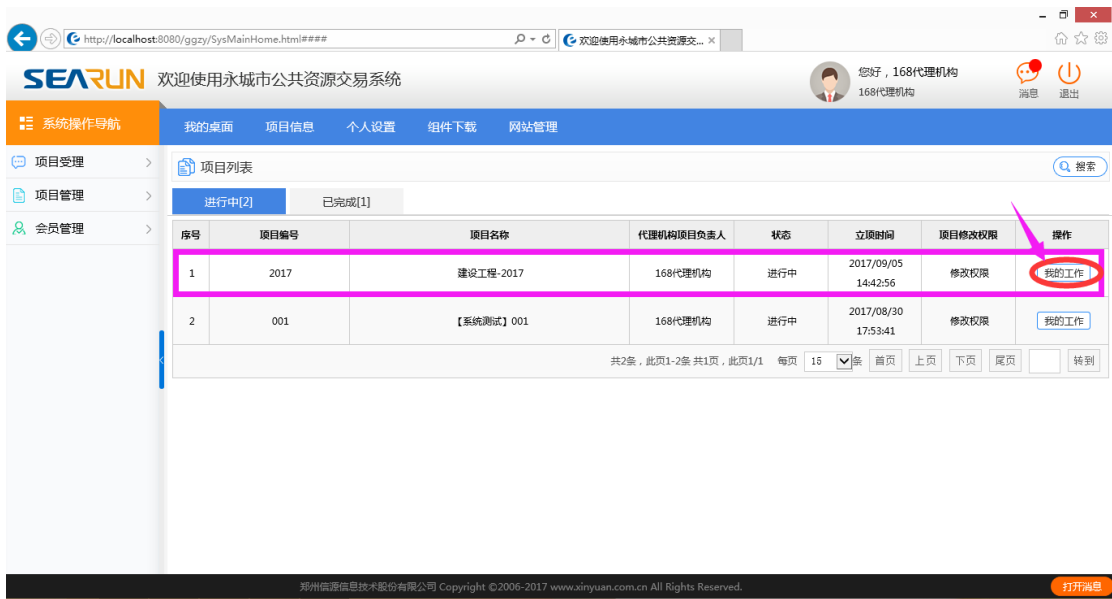 http://localhost:8080/ggzy/SysMainHome.html####
欢迎使用永城市公共资源交...
SEARUN 欢迎使用永城市公共资源交易系统
您好，168代理机构
168代理机构
消息 退出
系统操作导航
我的桌面 项目信息 个人设置 组件下载 网站管理
项目受理
项目管理
会员管理
项目列表
搜索
进行中[2] 已完成[1]
序号 项目编号 项目名称 代理机构项目负责人 状态 立项时间 项目修改权限 操作
1 2017 建设工程-2017 168代理机构 进行中 2017/09/05 14:42:56 修改权限 我的工作
2 001 【系统测试】001 168代理机构 进行中 2017/08/30 17:53:41 修改权限 我的工作
共2条，此页1-2条 共1页，此页1/1 每页 15 条 首页 上页 下页 尾页 转到
郑州信源信息技术股份有限公司 Copyright ©2006-2017 www.xinyuan.com.cn All Rights Reserved.
打开消息